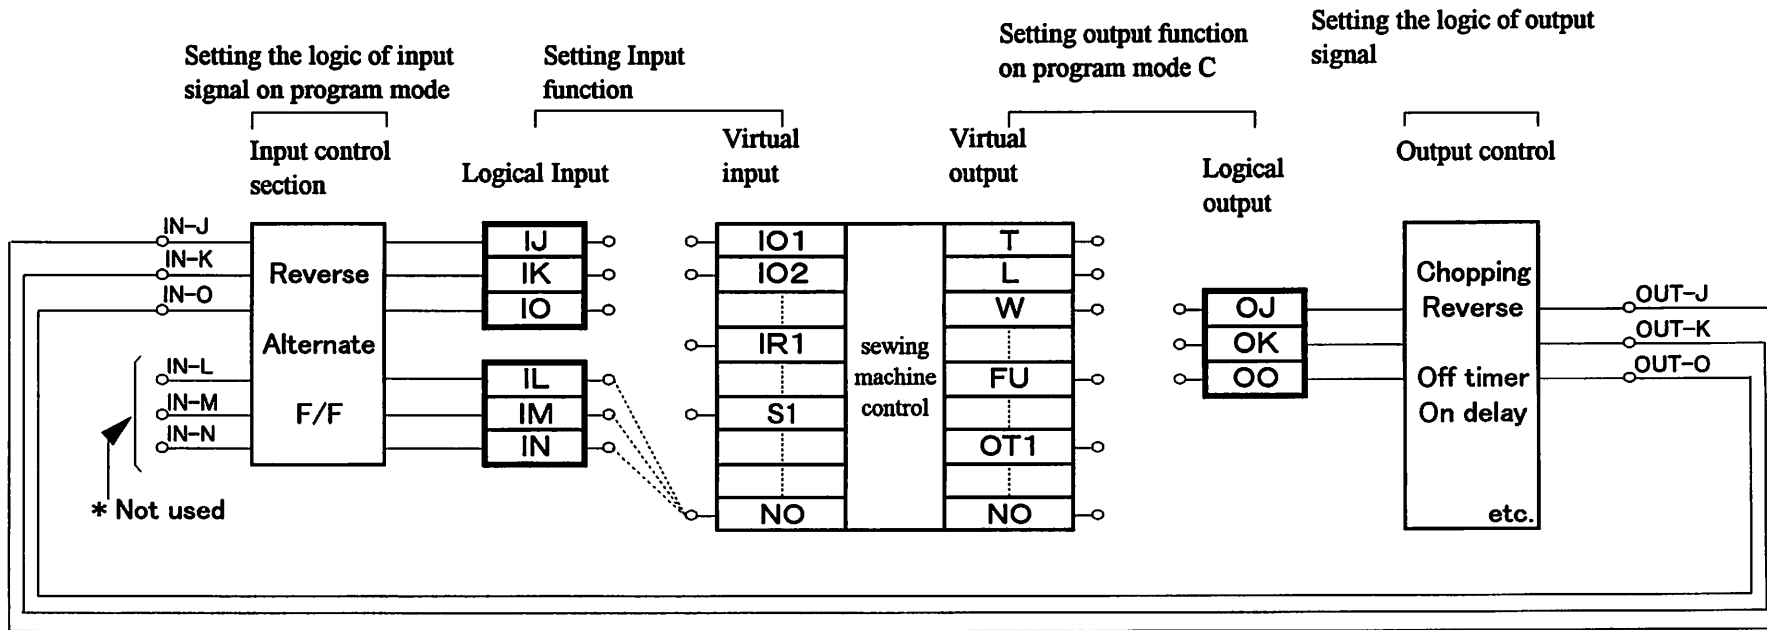 Setting the logic of input
signal on program mode
Setting Input
function
Setting output function
on program mode C
Setting the logic of output
signal
Input control
section
Logical Input
Virtual
input
Virtual
output
Logical
output
Output control
IN-J
IN-K
IN-O
IN-L
IN-M
IN-N
* Not used
Reverse
Alternate
F/F
IJ
IK
IO
IL
IM
IN
IO1
IO2
IR1
S1
NO
sewing
machine
control
T
L
W
FU
OT1
NO
OJ
OK
OO
Chopping
Reverse
Off timer
On delay
etc.
OUT-J
OUT-K
OUT-O